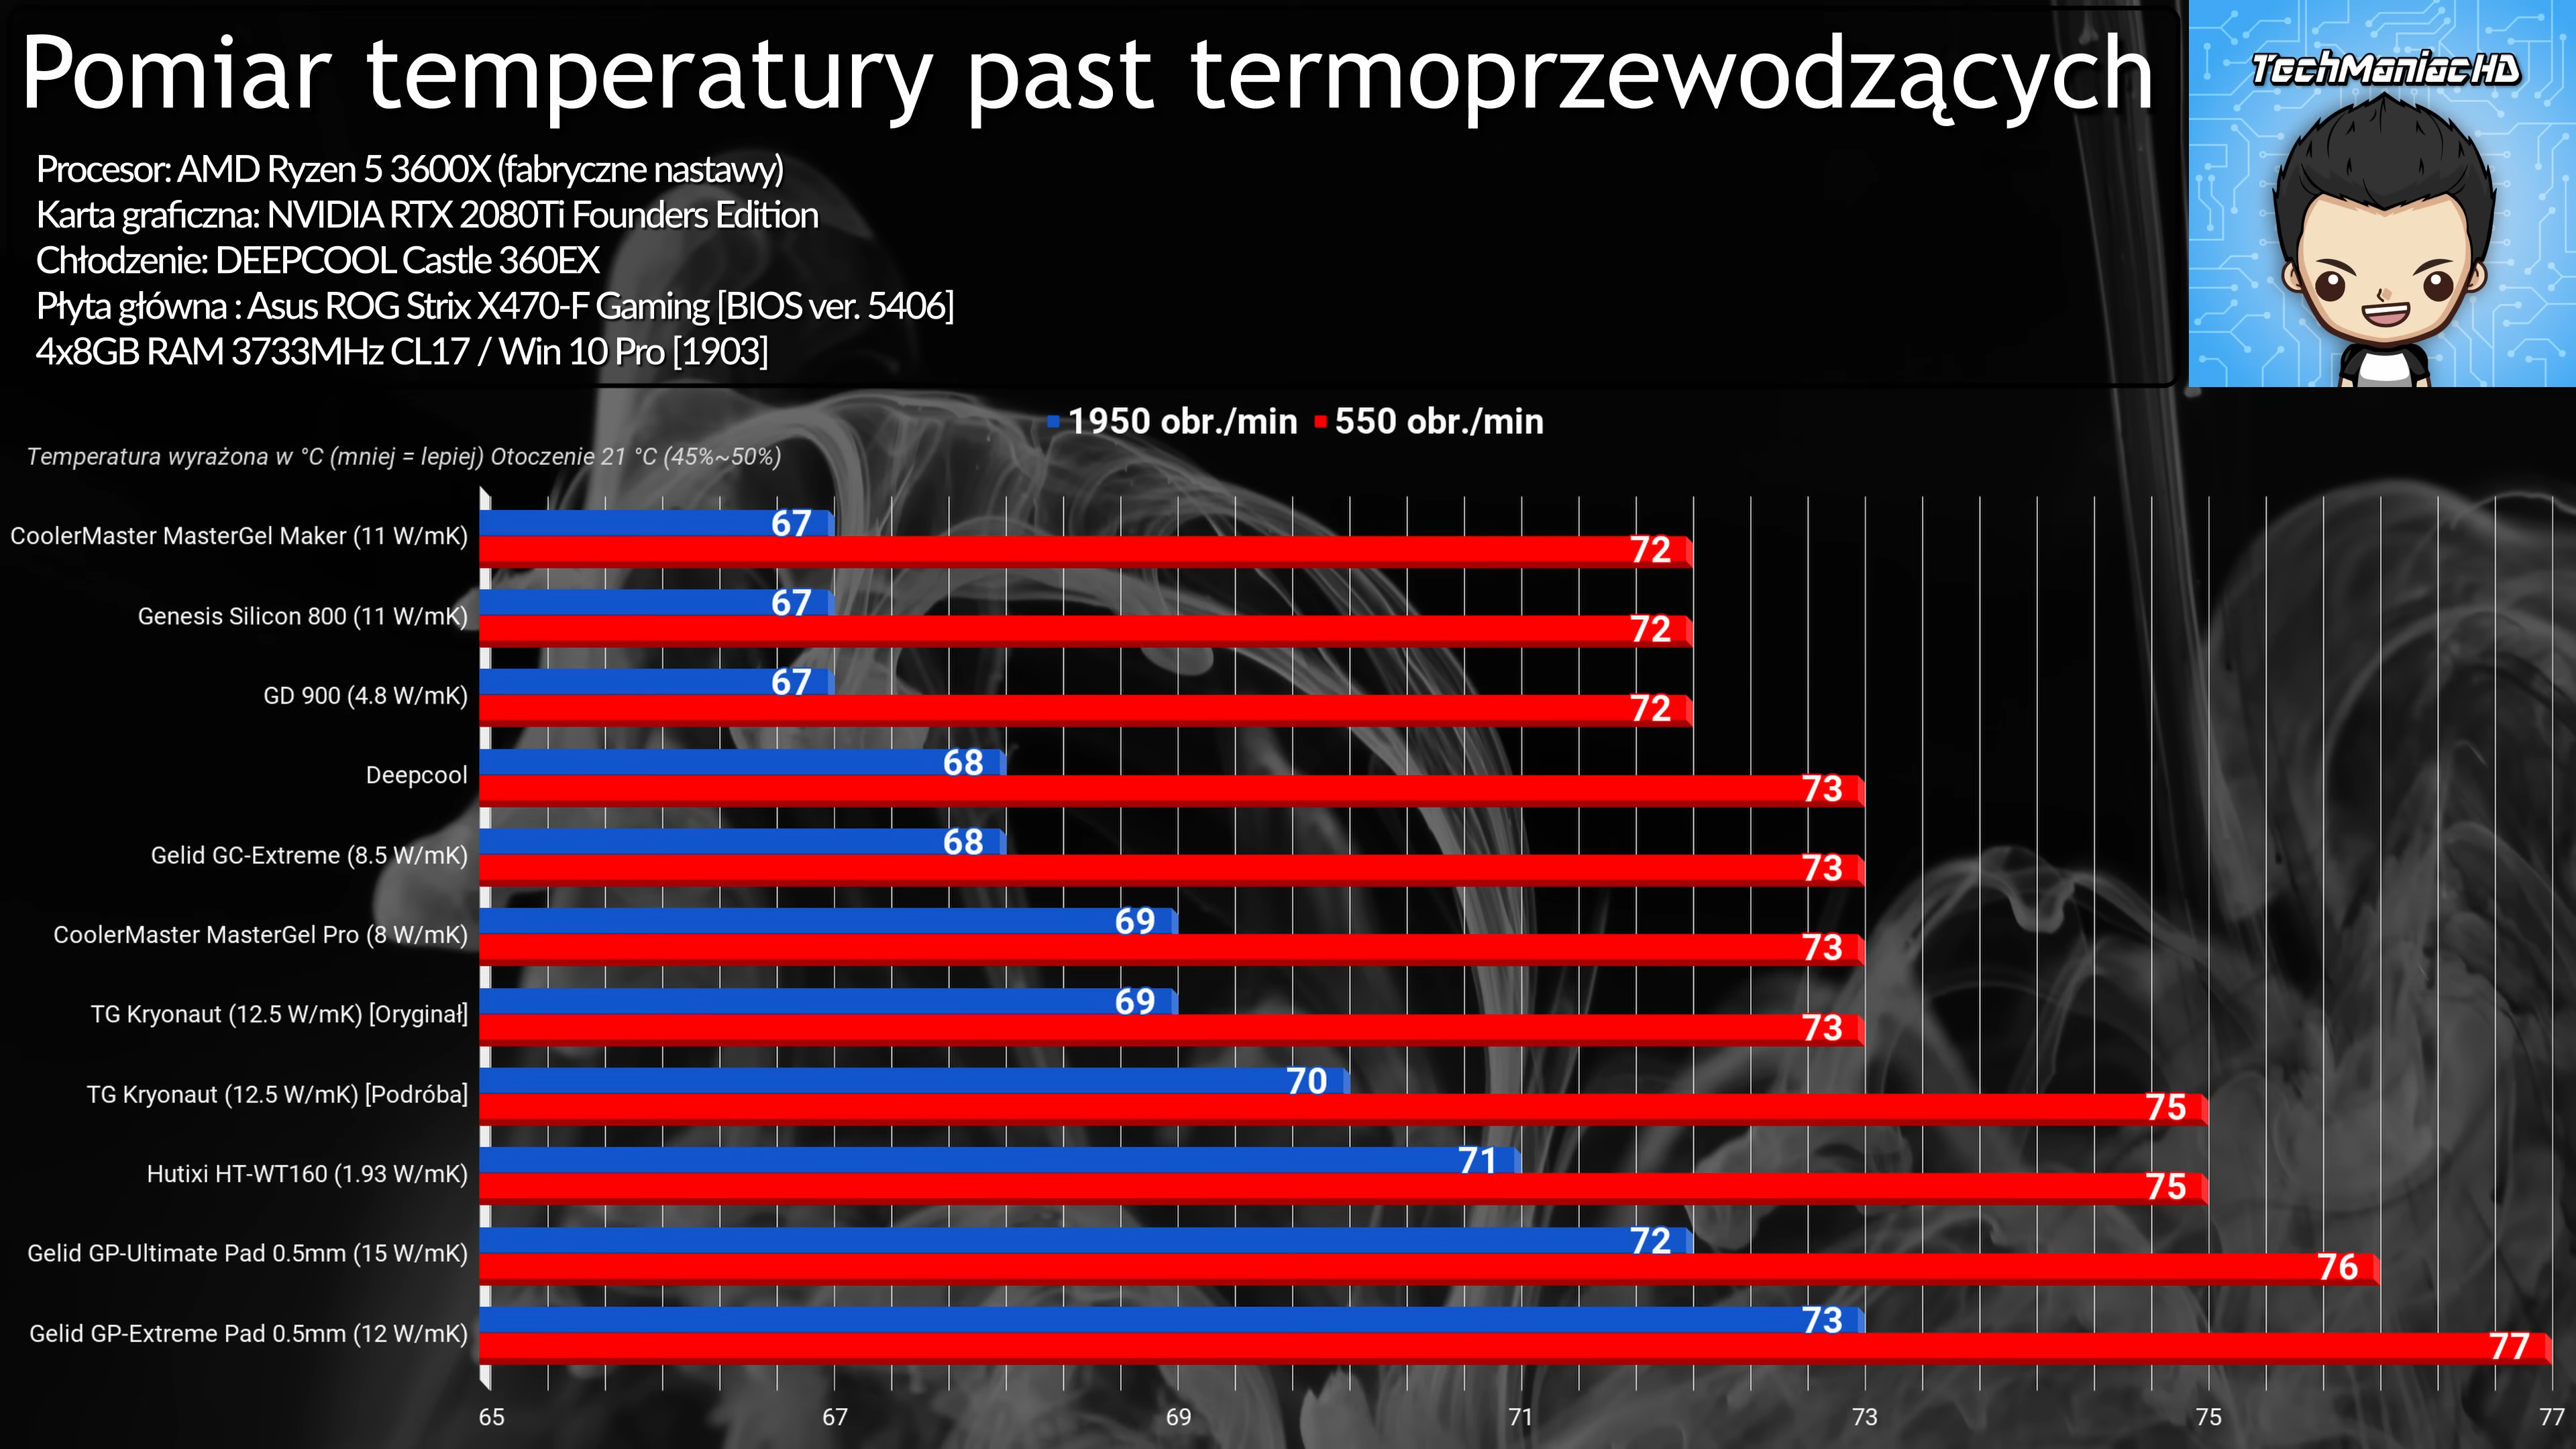 Pomiar temperatury past termoprzewodzących
TechManiacHD
Procesor: AMD Ryzen 5 3600X (fabryczne nastawy)
Karta graficzna: NVIDIA RTX 2080Ti Founders Edition
Chłodzenie: DEEPCOOL Castle 360EX
Płyta główna : Asus ROG Strix X470-F Gaming [BIOS ver. 5406]
4x8GB RAM 3733MHz CL17 / Win 10 Pro [1903]
1950 obr./min 550 obr./min
Temperatura wyrażona w °C (mniej = lepiej) Otoczenie 21 °C (45%~50%)
CoolerMaster MasterGel Maker (11 W/mK)
67
72
Genesis Silicon 800 (11 W/mK)
67
72
GD 900 (4.8 W/mK)
67
72
Deepcool
68
73
Gelid GC-Extreme (8.5 W/mK)
68
73
CoolerMaster MasterGel Pro (8 W/mK)
69
73
TG Kryonaut (12.5 W/mK) [Oryginał]
69
73
TG Kryonaut (12.5 W/mK) [Podróba]
70
75
Hutixi HT-WT160 (1.93 W/mK)
71
75
Gelid GP-Ultimate Pad 0.5mm (15 W/mK)
72
76
Gelid GP-Extreme Pad 0.5mm (12 W/mK)
73
77
65 67 69 71 73 75 77